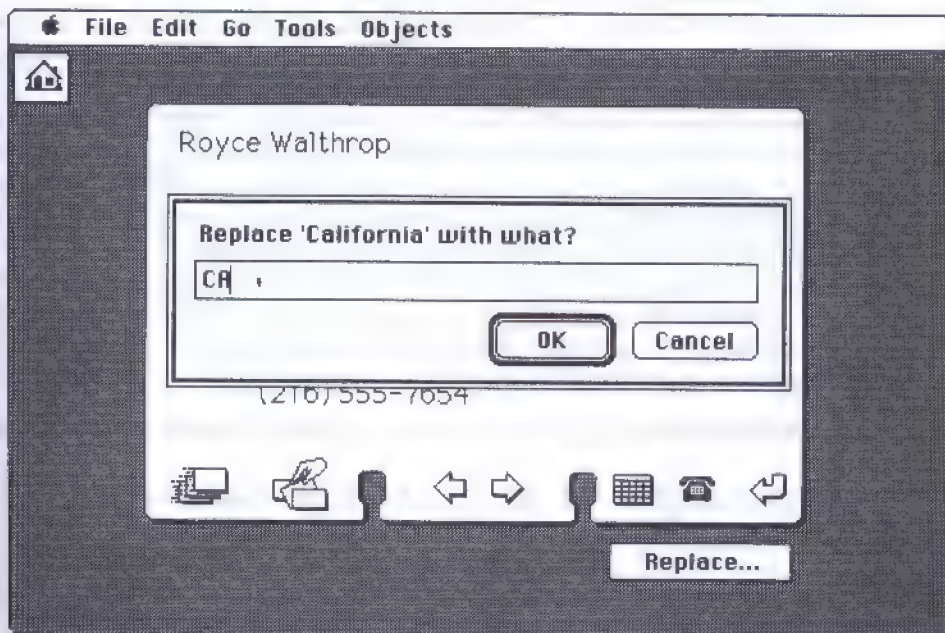 File Edit Go Tools Objects
Royce Walthrop
Replace 'California' with what?
CA
OK Cancel
(216) 555-7654
Replace...